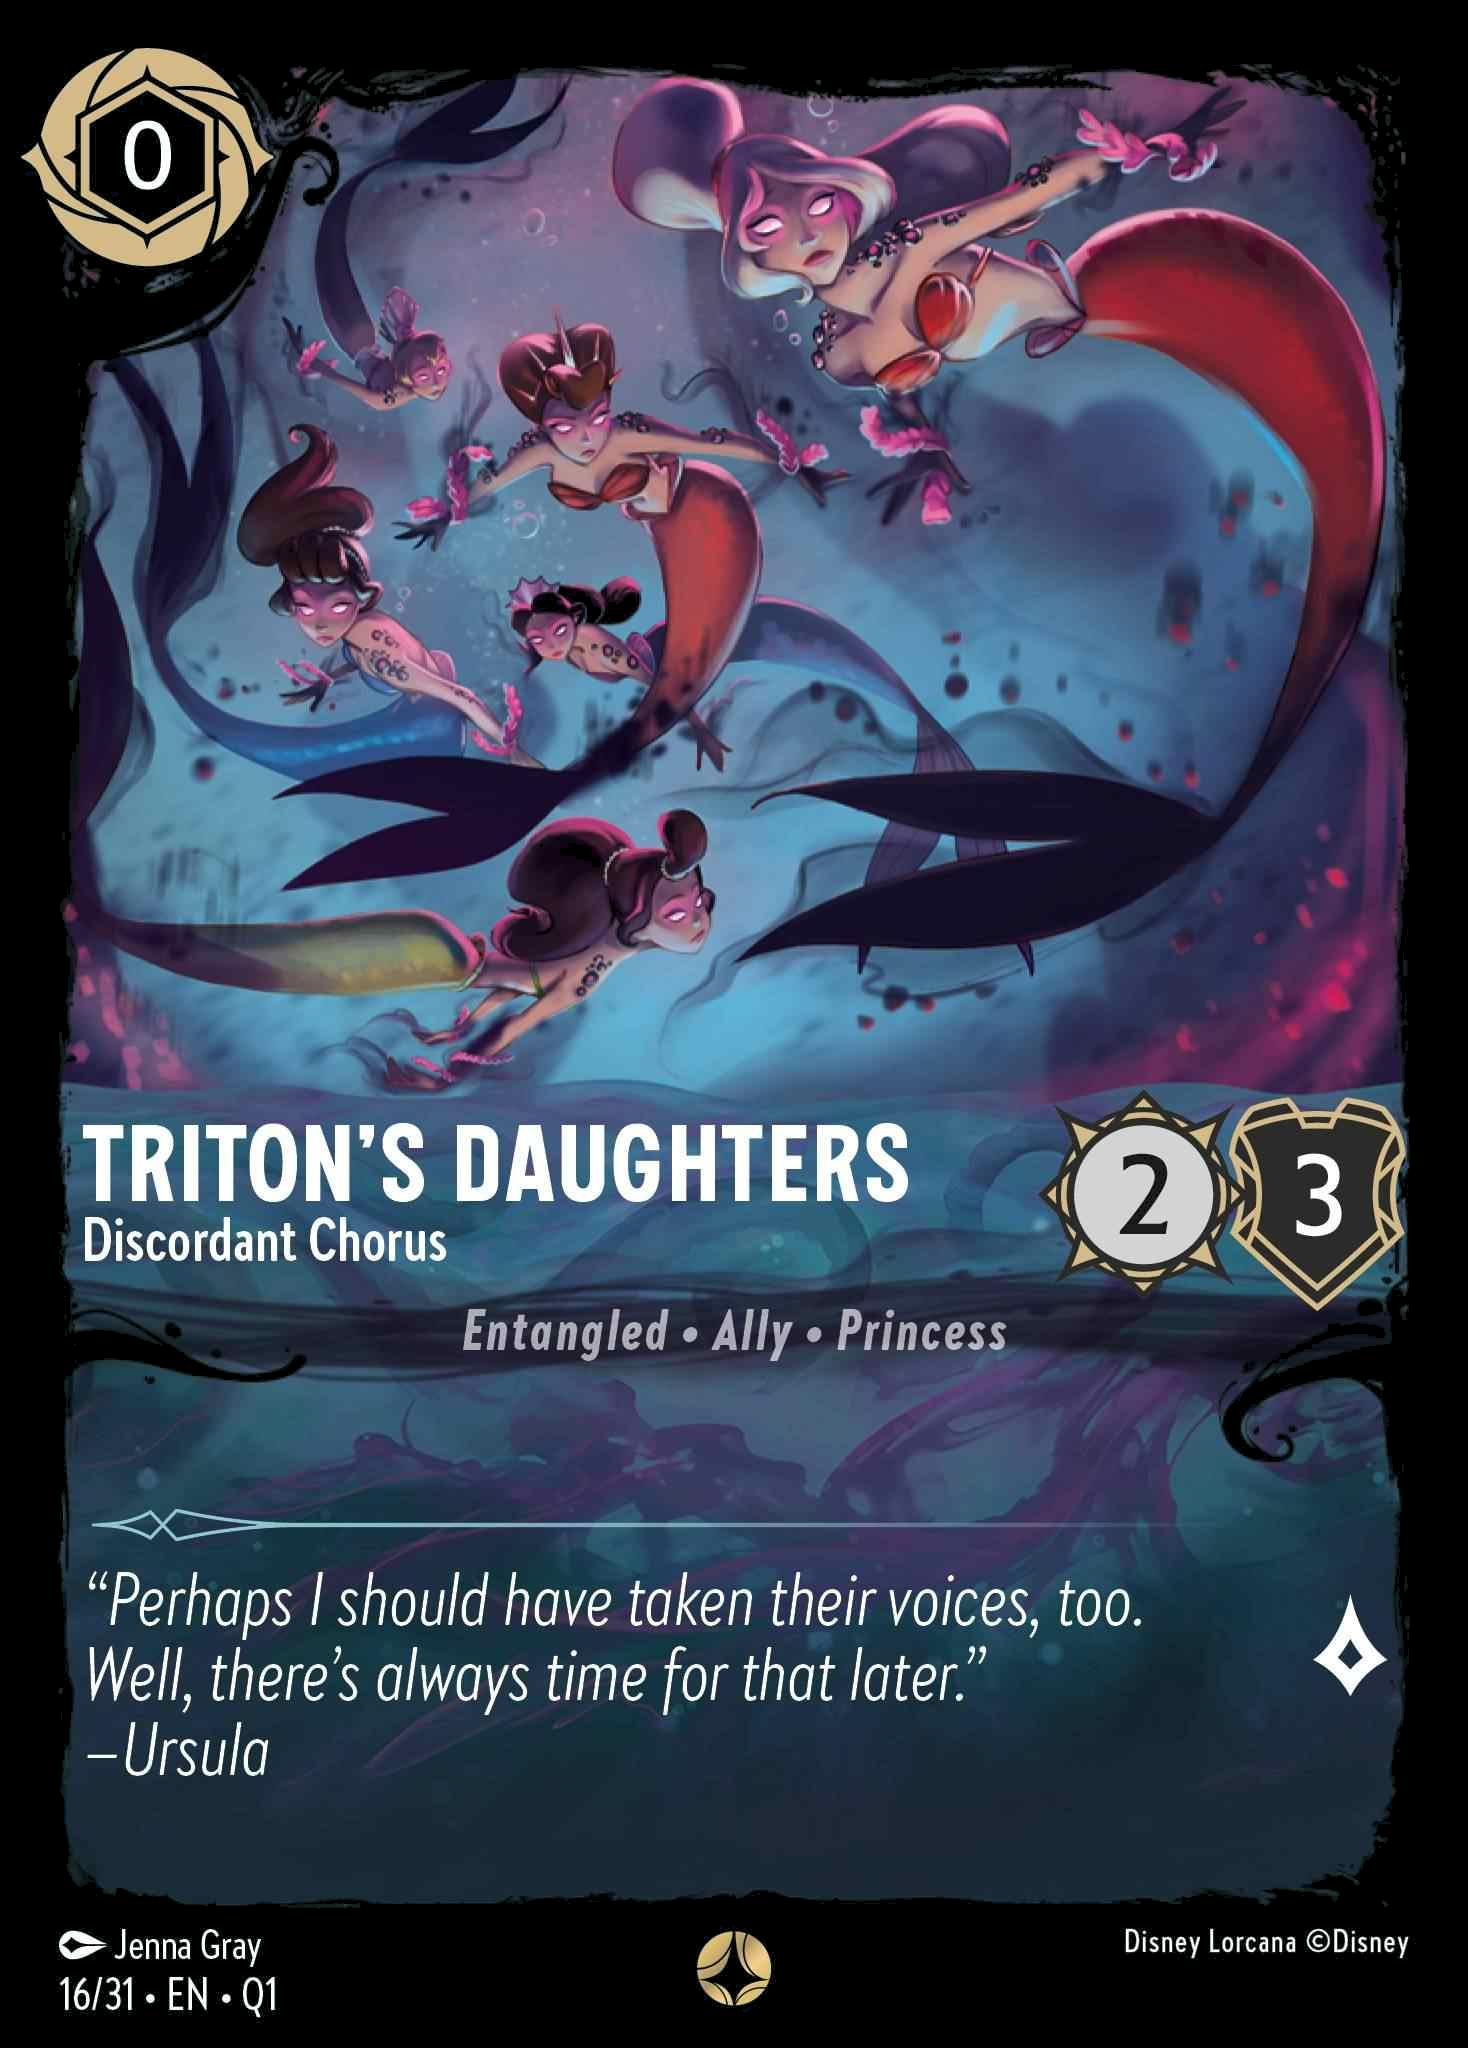 0
TRITON’S DAUGHTERS
2
3
Discordant Chorus
Entangled • Ally • Princess
“Perhaps I should have taken their voices, too.
Well, there’s always time for that later.”
–Ursula
Jenna Gray
Disney Lorcana ©Disney
16/31 • EN • Q1